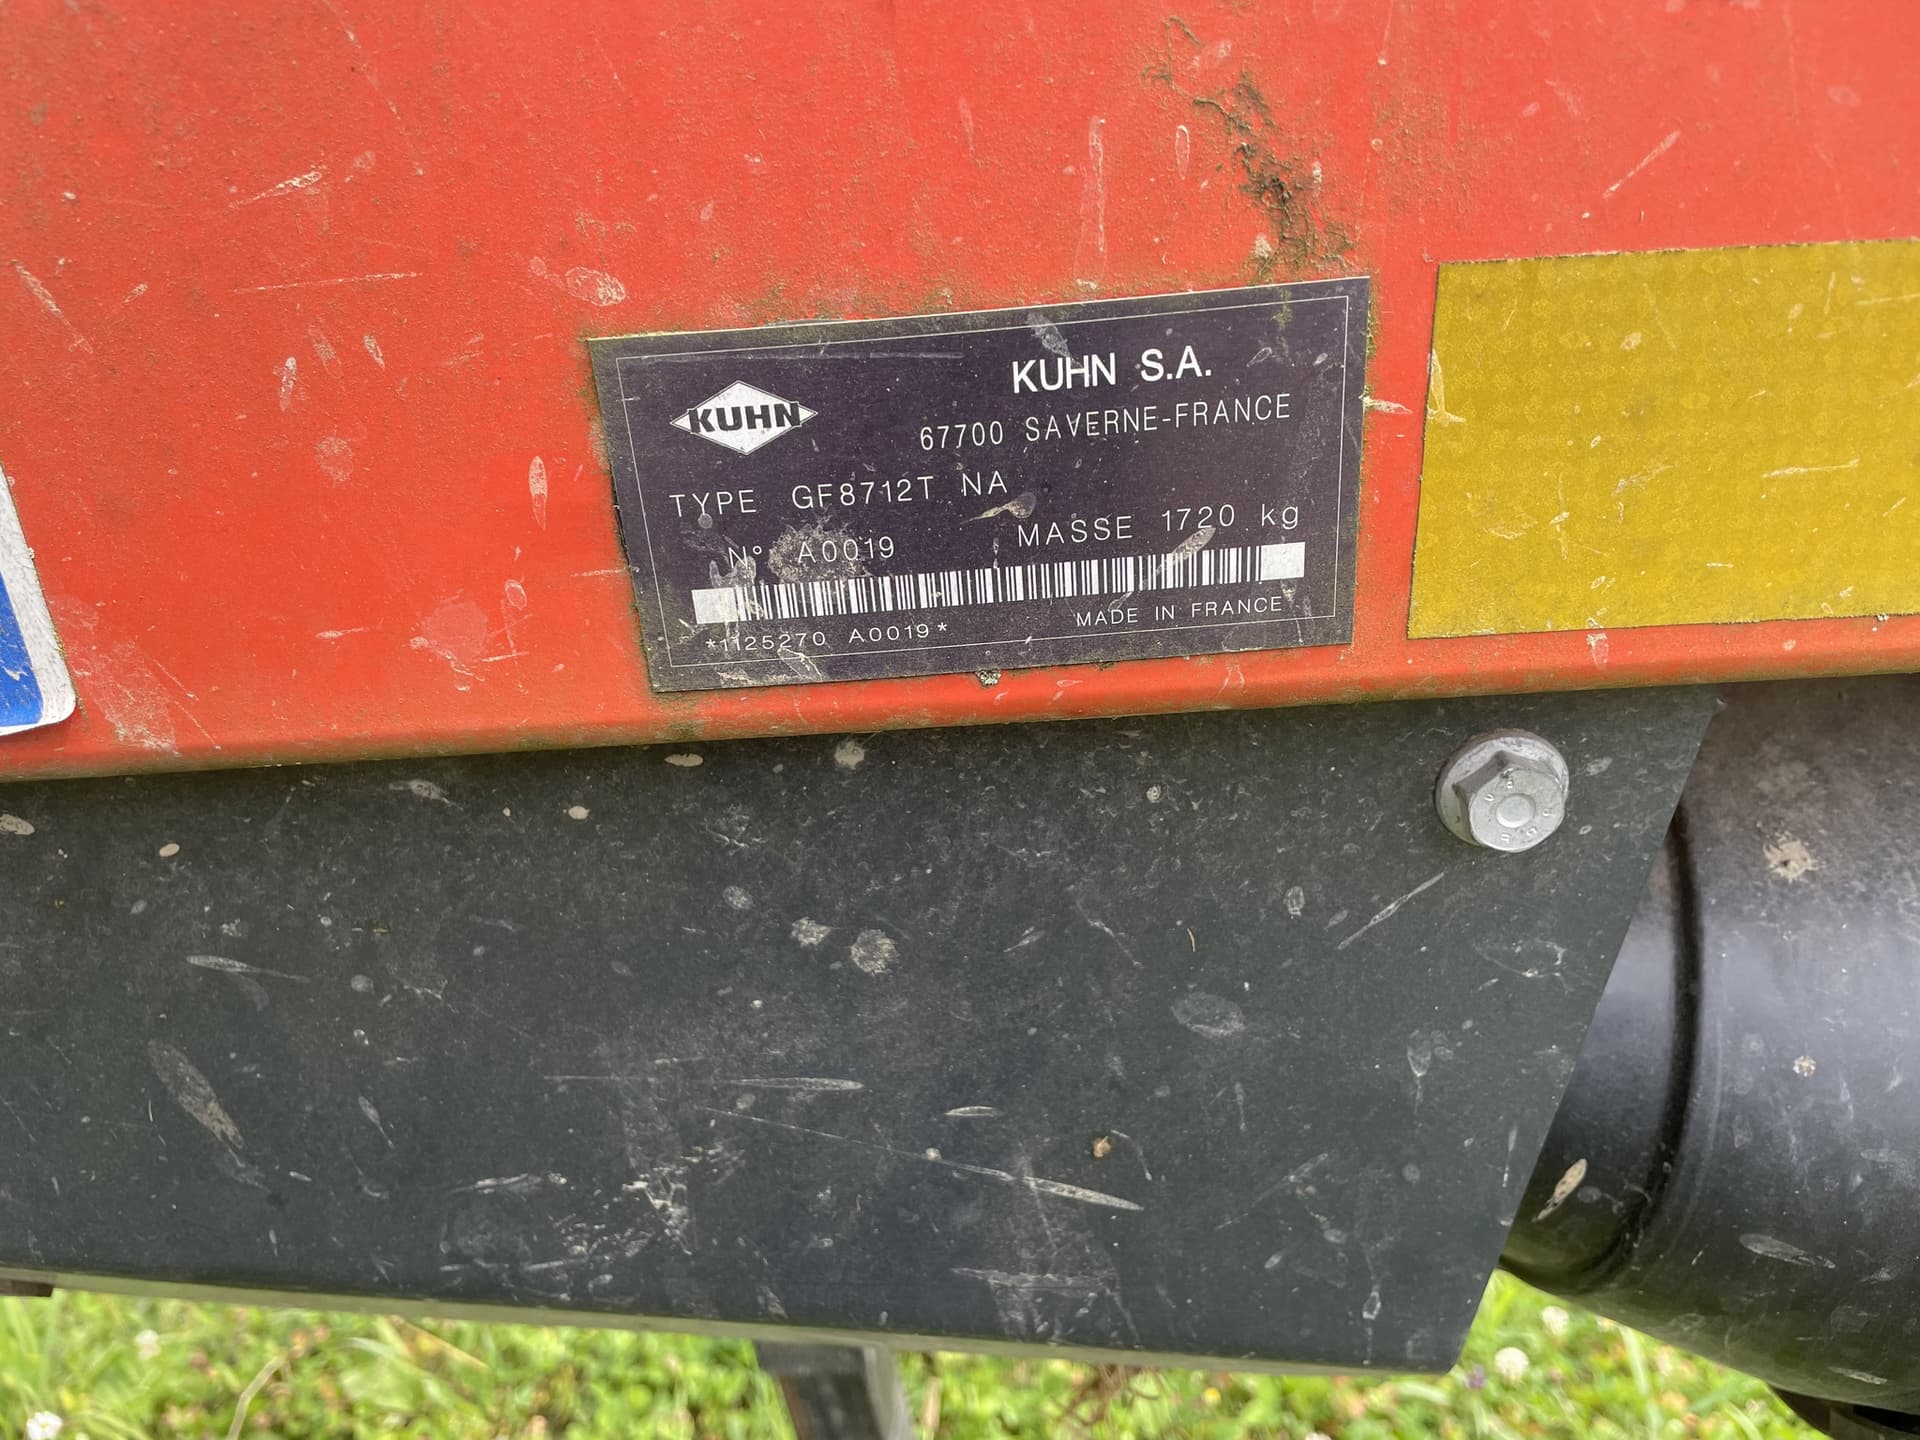 KUHN
KUHN S.A.
67700 SAVERNE-FRANCE
TYPE GF8712T NA
N° A0019 MASSE 1720 kg
*1125270 A0019*
MADE IN FRANCE